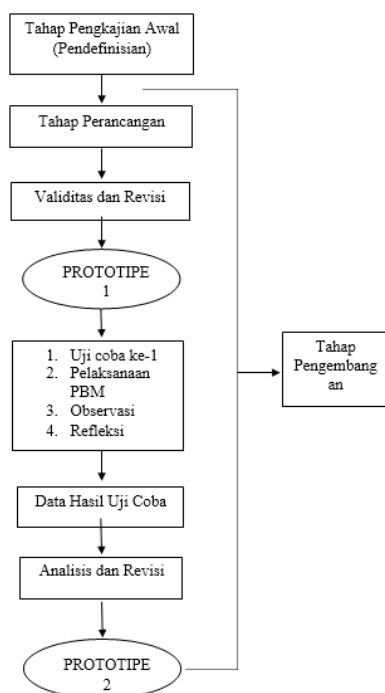 Tahap Pengkajian Awal
(Pendefinisian)
Tahap Perancangan
Validitas dan Revisi
PROTOTIPE
1
1. Uji coba ke-1
2. Pelaksanaan
PBM
3. Observasi
4. Refleksi
Data Hasil Uji Coba
Analisis dan Revisi
PROTOTIPE
2
Tahap
Pengembang
an